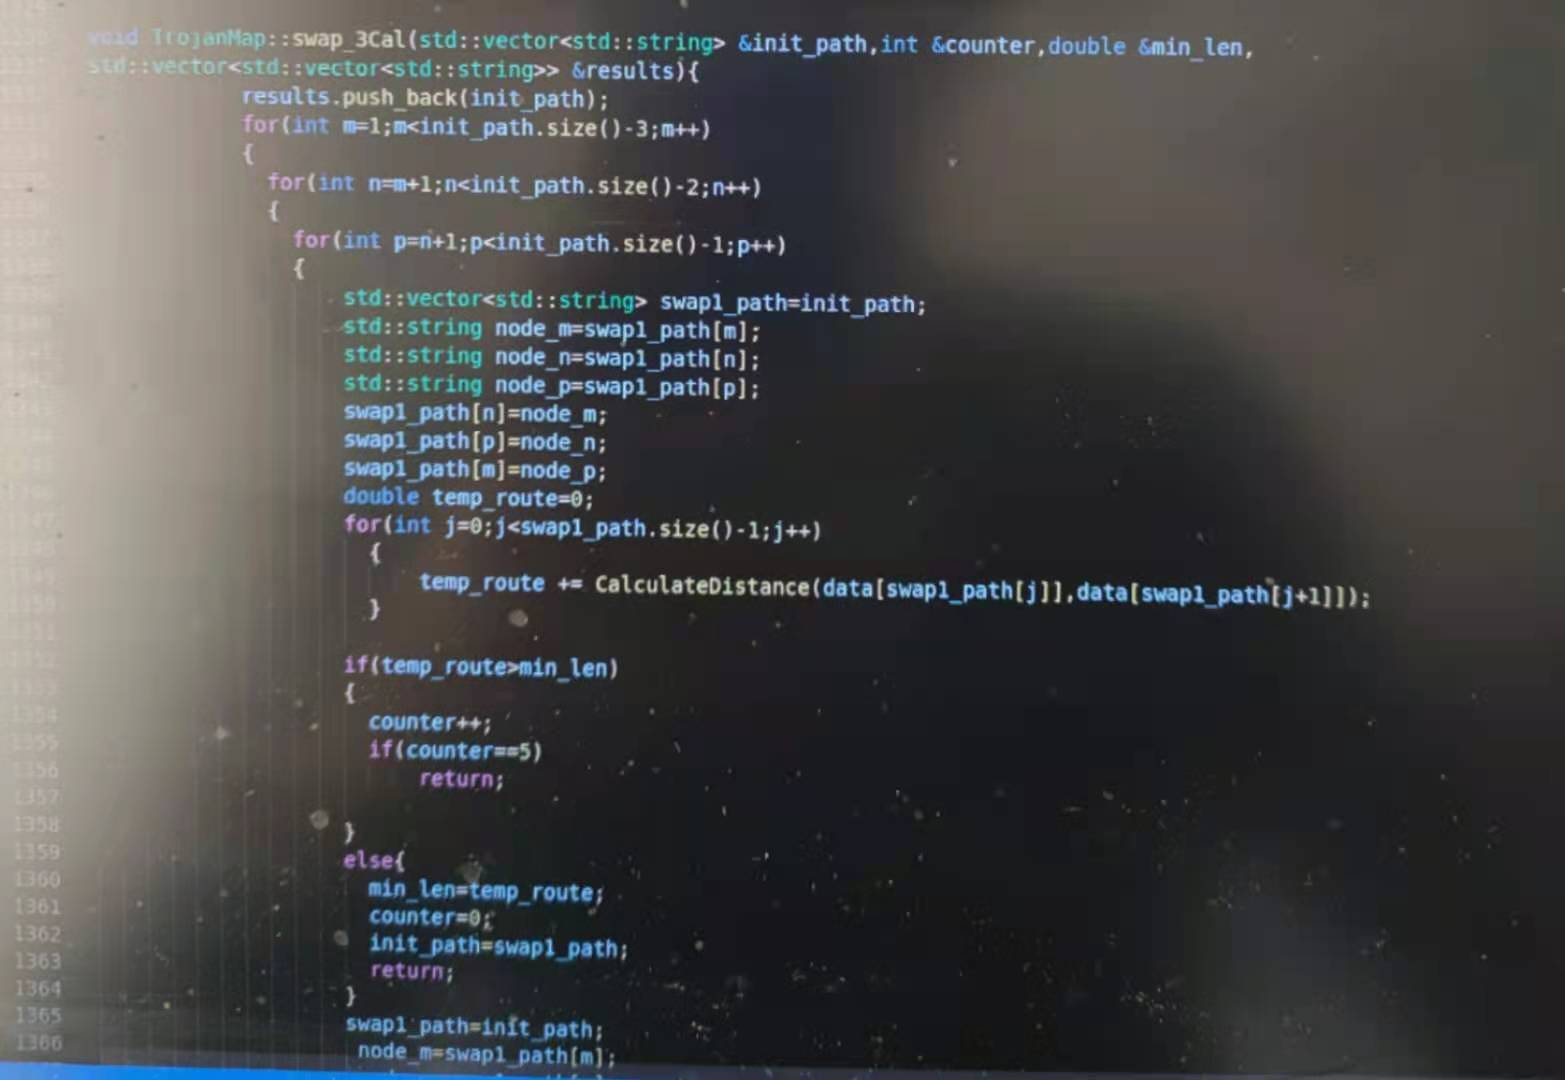 void TrojanMap::swap_3Cal(std::vector<std::string> &init_path,int &counter,double &min_len,
std::vector<std::vector<std::string>> &results){
results.push_back(init_path);
for(int m=1;m<init_path.size()-3;m++)
{
for(int n=m+1;n<init_path.size()-2;n++)
{
for(int p=n+1;p<init_path.size()-1;p++)
{
std::vector<std::string> swap1_path=init_path;
std::string node_m=swap1_path[m];
std::string node_n=swap1_path[n];
std::string node_p=swap1_path[p];
swap1_path[n]=node_m;
swap1_path[p]=node_n;
swap1_path[m]=node_p;
double temp_route=0;
for(int j=0;j<swap1_path.size()-1;j++)
{
temp_route += CalculateDistance(data[swap1_path[j]],data[swap1_path[j+1]]);
}
if(temp_route>min_len)
{
counter++;
1355 if(counter==5)
1356 return;
1357
1358 }
1359 else{
1360 min_len=temp_route;
1361 counter=0;
1362 init_path=swap1_path;
1363 return;
1364 }
1365 swap1_path=init_path;
1366 node_m=swap1_path[m];